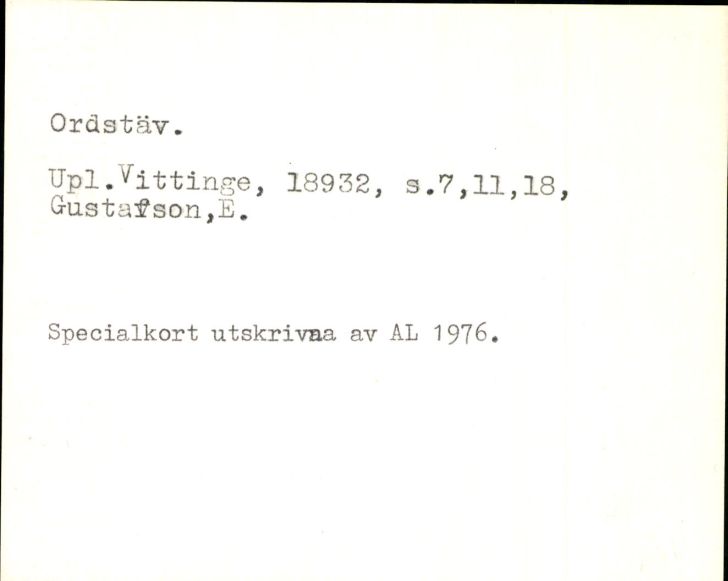 Ordstäv.
Upl.Vittinge, 18932, s.7,11,18,
Gustafson,E.
Specialkort utskrivna av AL 1976.